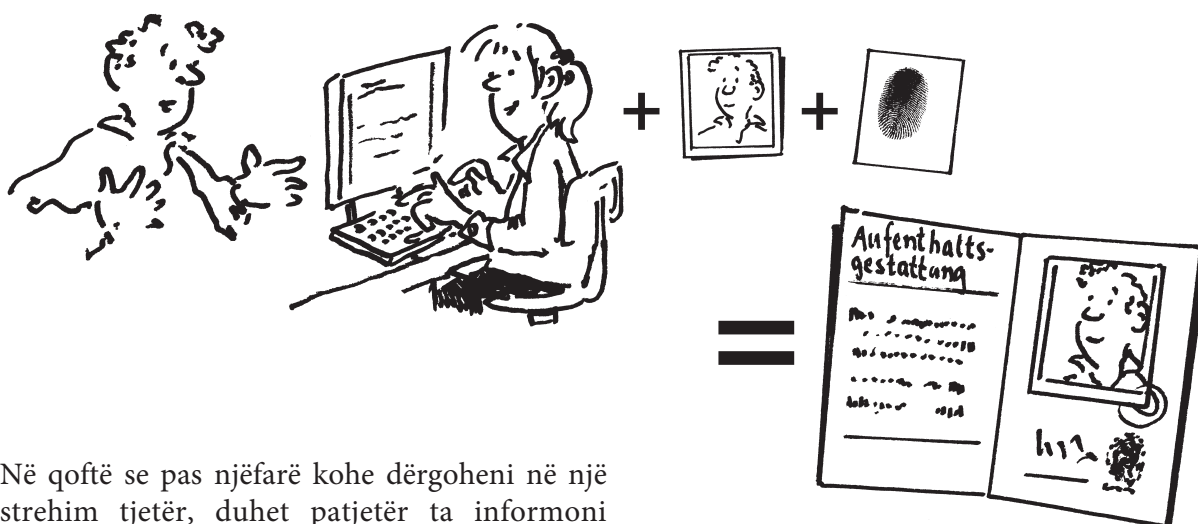 +
+
Aufenthalts-
gestattung
=
Në qoftë se pas njëfarë kohe dërgoheni në një
strehim tjetër, duhet patjetër ta informoni